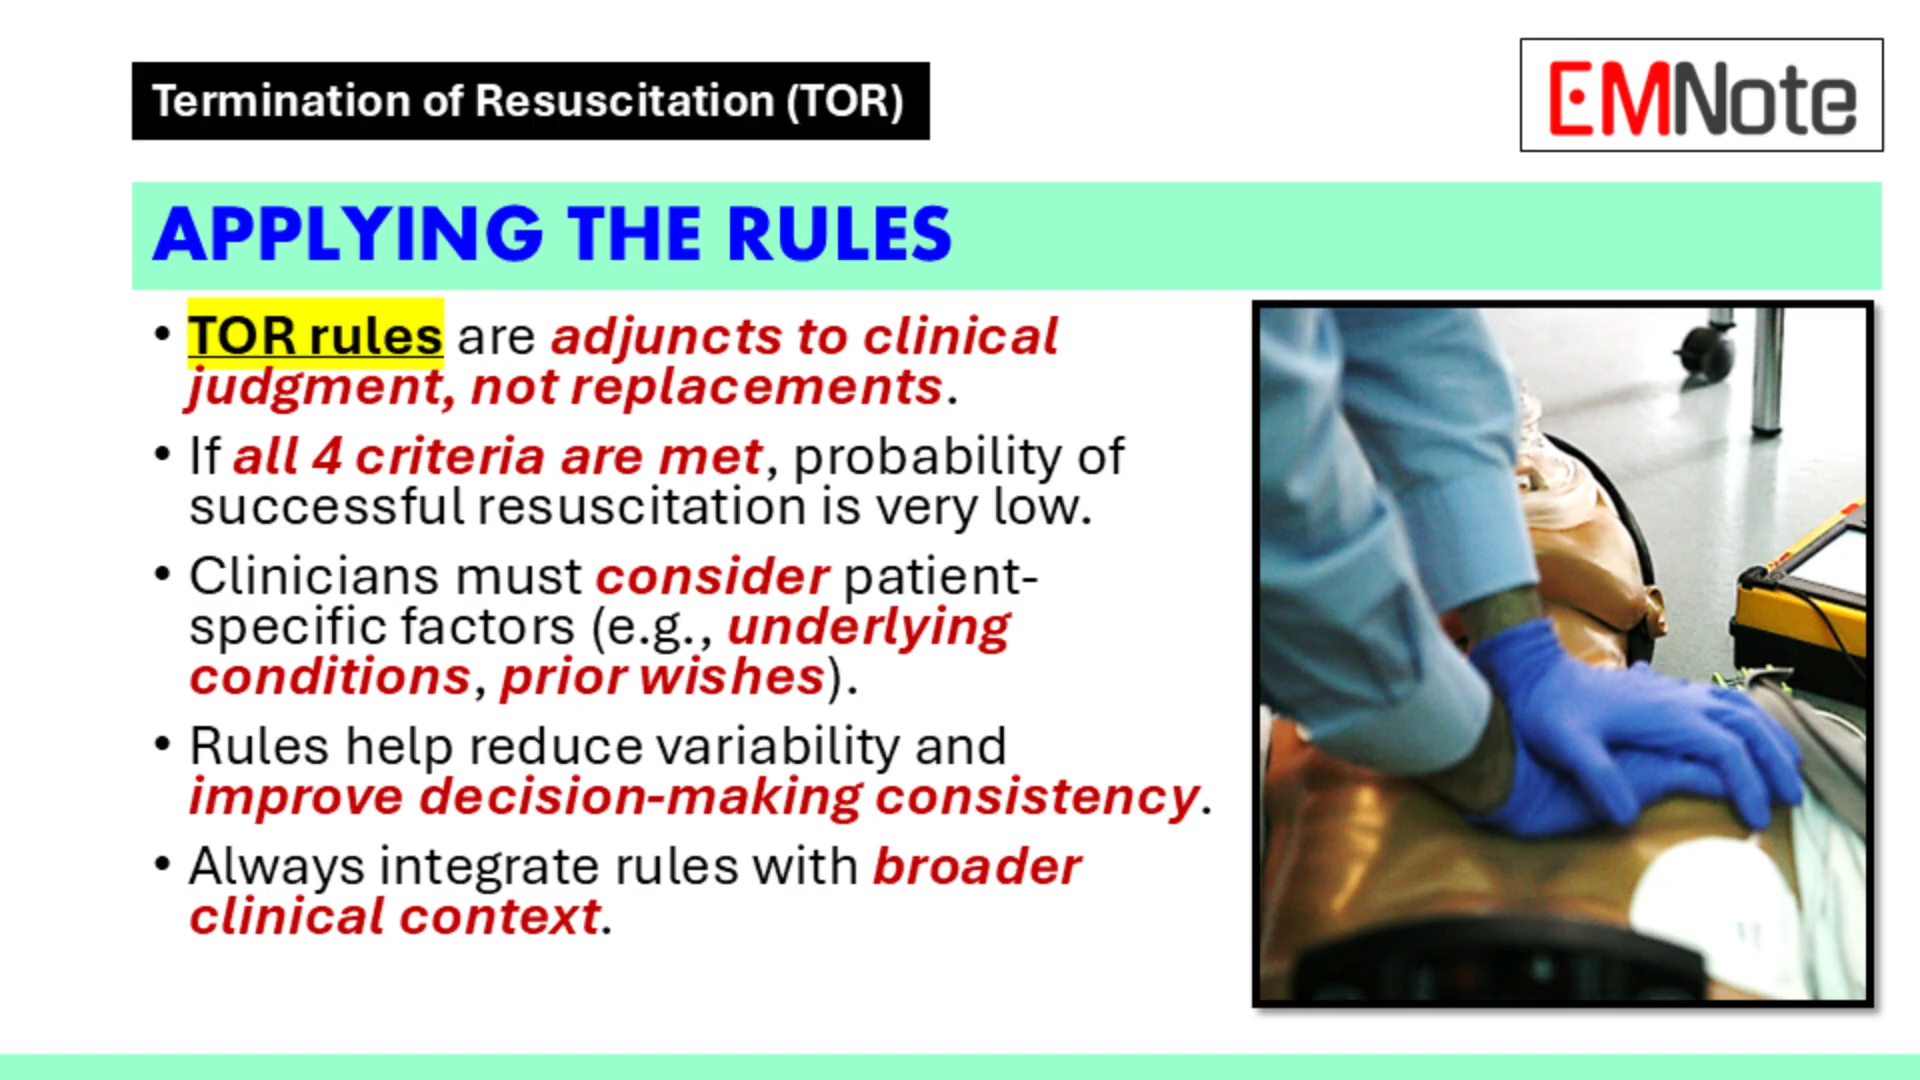 Termination of Resuscitation (TOR)
EMNote
APPLYING THE RULES
• TOR rules are adjuncts to clinical
judgment, not replacements.
• If all 4 criteria are met, probability of
successful resuscitation is very low.
• Clinicians must consider patient-
specific factors (e.g., underlying
conditions, prior wishes).
• Rules help reduce variability and
improve decision-making consistency.
• Always integrate rules with broader
clinical context.